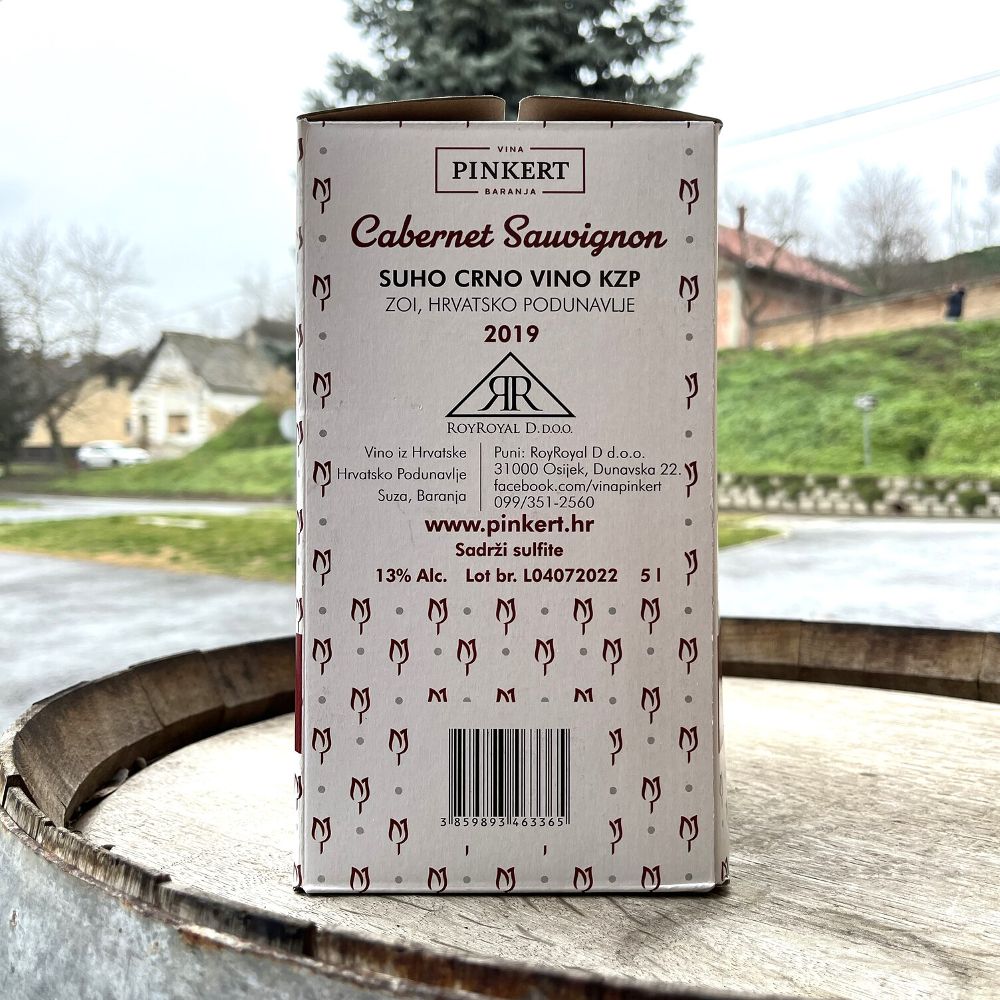 VINA
PINKERT
BARANJA
Cabernet Sauvignon
SUHO CRNO VINO KZP
ZOI, HRVATSKO PODUNAVLJE
2019
RR
ROYROYAL D.D.O.O.
Vino iz Hrvatske
Hrvatsko Podunavlje
Suza, Baranja
Puni: RoyRoyal D d.o.o.
31000 Osijek, Dunavska 22.
facebook.com/vinapinkert
099/351-2560
www.pinkert.hr
Sadrži sulfite
13% Alc. Lot br. L04072022 5 l
3 859893 463365